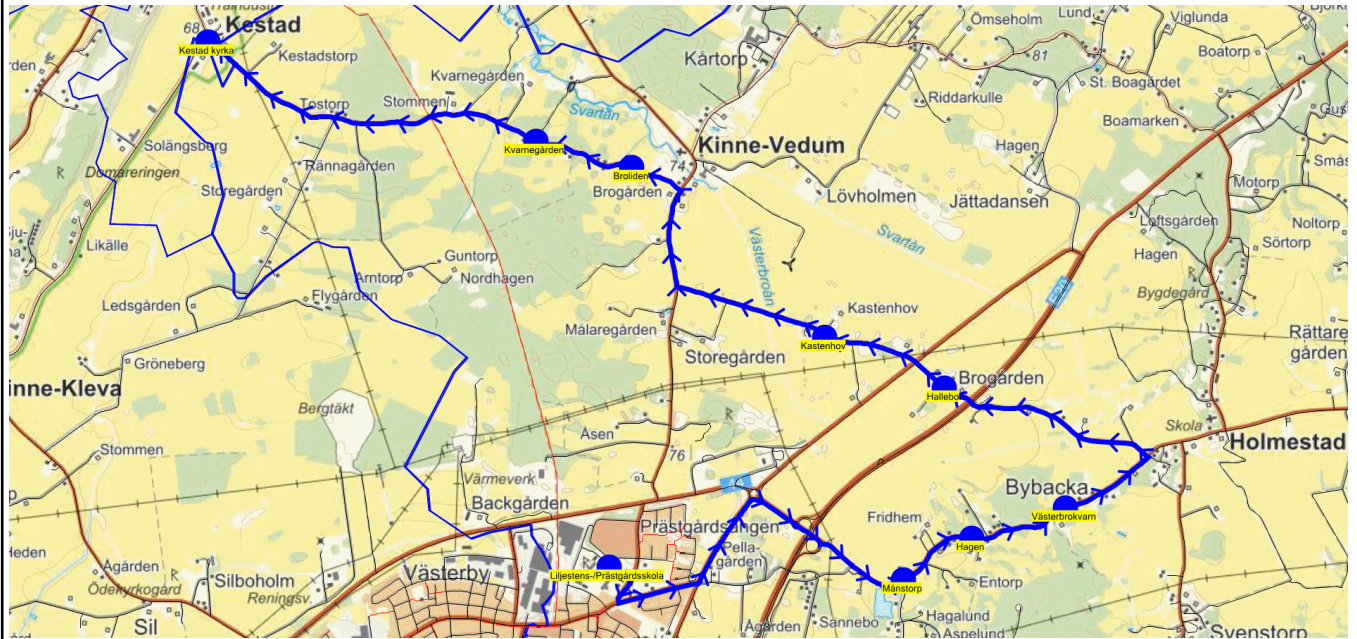 Kestad
68
Kestad kyrka
Kestadstorp
Kvarnegården
Kårtorp
Ömseholm
Lund
Viglunda
81
Boatorp
St. Boagärdet
Riddarkulle
Boamarken
Tostorp
Stommen
Svartån
Kvarnegården
Kinne-Vedum
74
Broliden
Brogården
Hagen
Solängsberg
Domareringen
Rännagården
Storegården
Likälle
Lövholmen
Jättadansen
Motorp
Loftsgården
Noltorp
Sörtorp
Hagen
Svartån
Västerbroån
Guntorp
Arntorp
Nordhagen
Flygården
Ledsgården
E20
Bygdegård
Kastenhov
Målaregården
Kastenhov
Storegården
Rättare
gården
Gröneberg
inne-Kleva
Brogården
Hallebo
Bergtäkt
Åsen
76
Skola
Holmestad
Stommen
Värmeverk
Backgården
Bybacka
Västerbrokvarn
Prästgårdsängen
Fridhem
Hagen
Pella-
gården
Heden
Agården
Ödekyrkogård
Silboholm
Reningsv.
Västerby
Liljestens-/Prästgårdsskola
Månstorp
Entorp
Sil
Ågården
Sannebo
Hagalund
Aspelund
Svenstorp